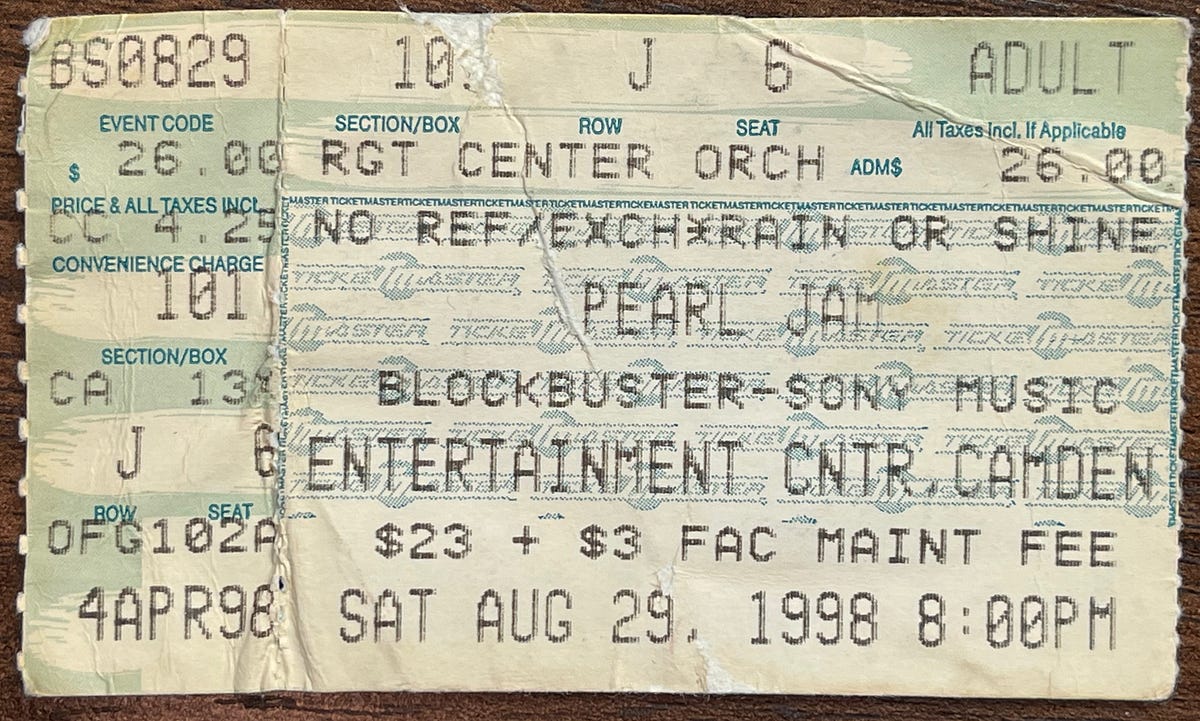 BS0829 10 J 6 ADULT
EVENT CODE SECTION/BOX ROW SEAT All Taxes Incl. If Applicable
$ 26.00 RGT CENTER ORCH ADM$ 26.00
PRICE & ALL TAXES INCL
CC 4.25 NO REF/EXCH*RAIN OR SHINE
CONVENIENCE CHARGE
101 PEARL JAM
SECTION/BOX
CA 13 BLOCKBUSTER-SONY MUSIC
J 6 ENTERTAINMENT CNTR,CAMDEN
ROW SEAT
OFG102A $23 + $3 FAC MAINT FEE
4APR98 SAT AUG 29, 1998 8:00PM